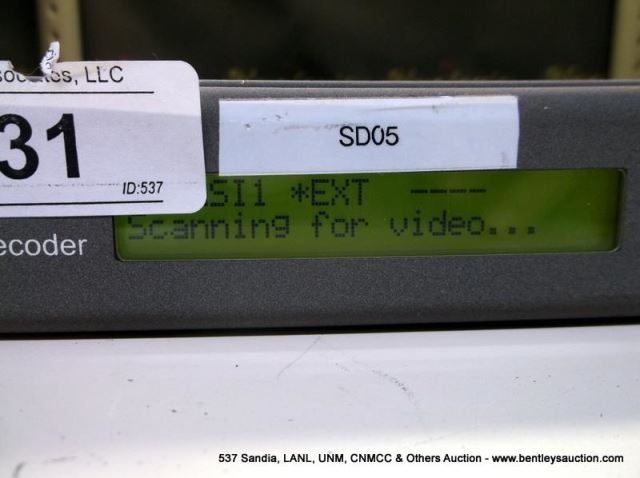 LLC
31
ID:537
SD05
SI1 *EXT ----
Scanning for video...
ecoder
537 Sandia, LANL, UNM, CNMCC & Others Auction - www.bentleysauction.com